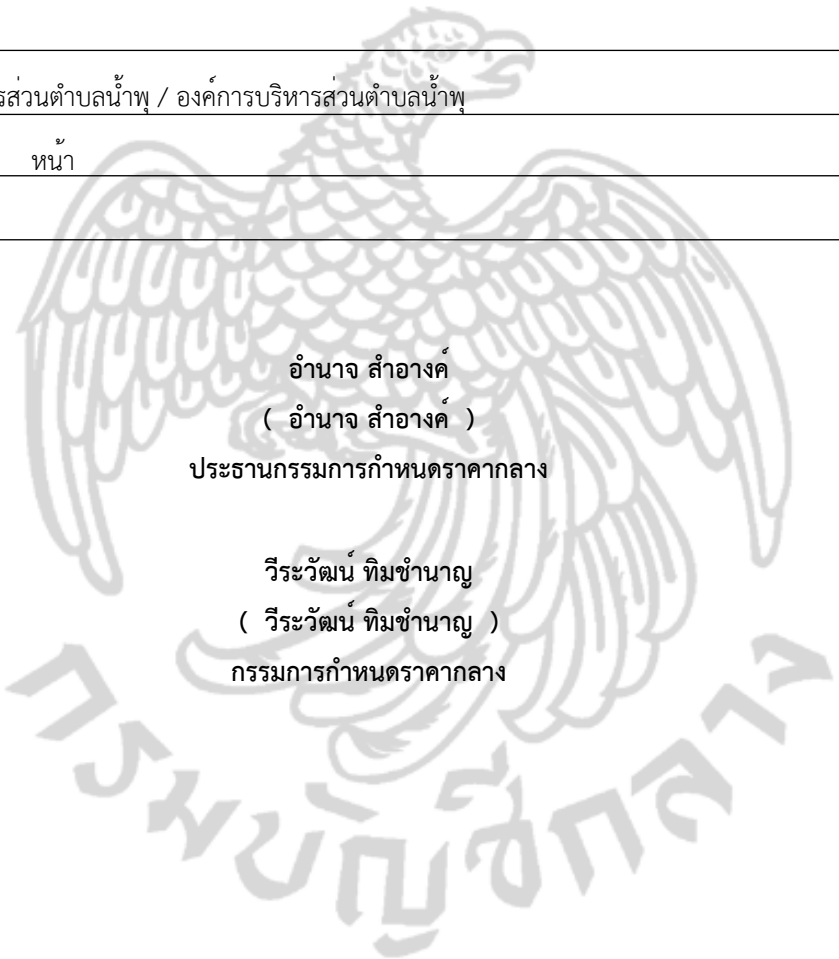 รส่วนตำบลน้ำพุ / องค์การบริหารส่วนตำบลน้ำพุ
หน้า
อำนาจ สำอางค์
( อำนาจ สำอางค์ )
ประธานกรรมการกำหนดราคากลาง
วีระวัฒน์ ทิมชำนาญ
( วีระวัฒน์ ทิมชำนาญ )
กรรมการกำหนดราคากลาง
กรมบัญชีกลาง